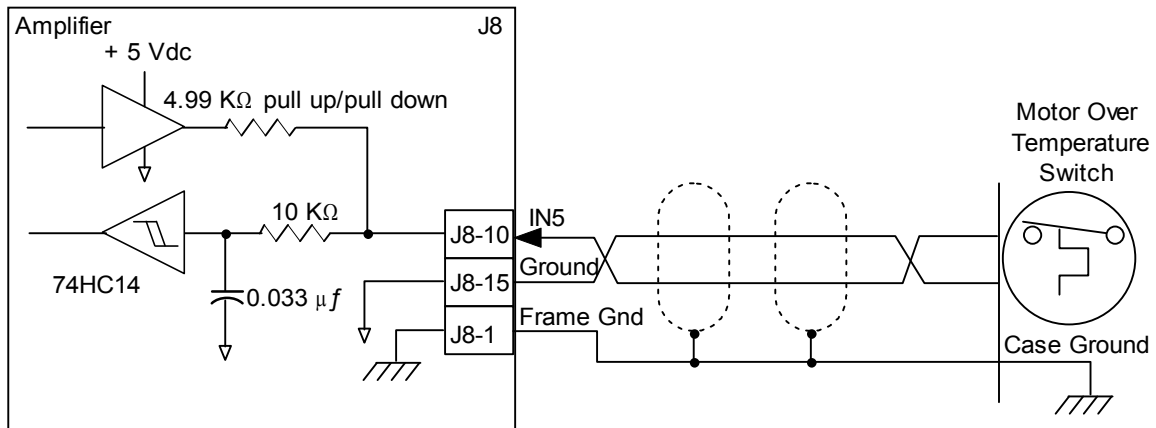 Amplifier
J8
+ 5 Vdc
4.99 KΩ pull up/pull down
10 KΩ
74HC14
0.033 μf
J8-10
J8-15
J8-1
IN5
Ground
Frame Gnd
Motor Over
Temperature
Switch
Case Ground